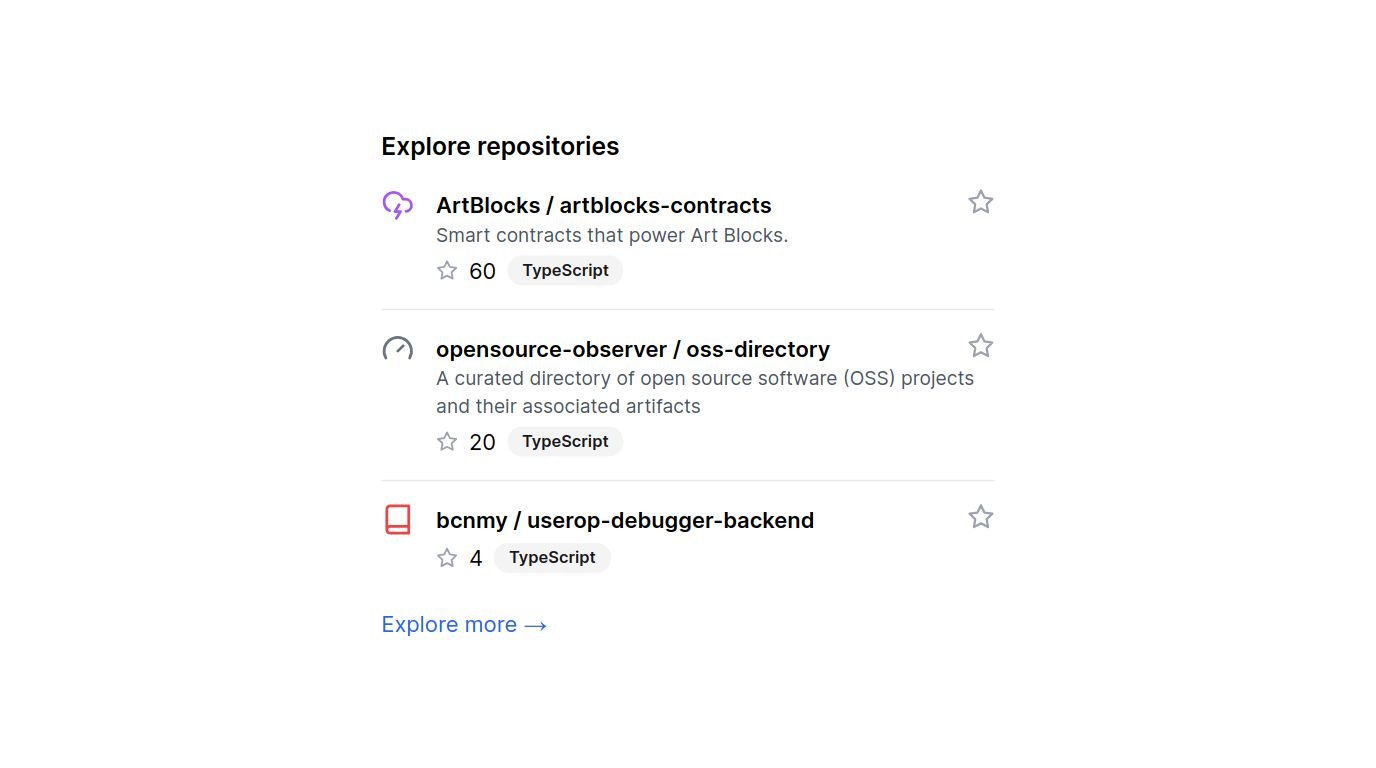 Explore repositories
ArtBlocks / artblocks-contracts
Smart contracts that power Art Blocks.
60 TypeScript
opensource-observer / oss-directory
A curated directory of open source software (OSS) projects
and their associated artifacts
20 TypeScript
bcnmy / userop-debugger-backend
4 TypeScript
Explore more →